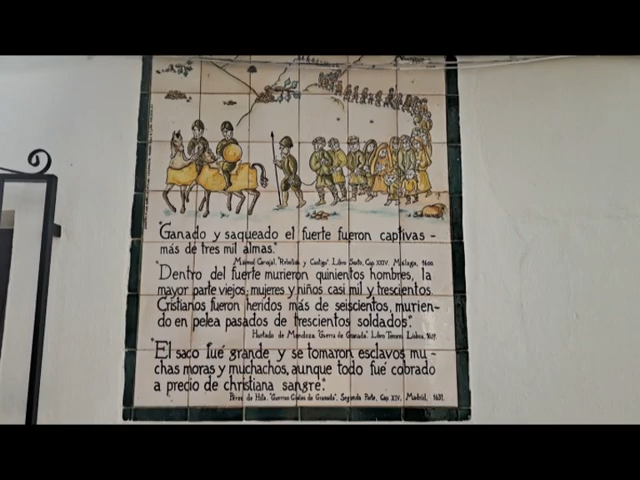 "Ganado y saqueado el fuerte fueron captivas -
más de tres mil almas."
Marmol Carvajal. "Rebelión y Castigo". Libro Sexto, Cap. XXIV. Málaga, 1600.
"Dentro del fuerte murieron quinientos hombres, la
mayor parte viejos; mujeres y niños casi mil y trescientos.
Cristianos fueron heridos más de seiscientos, murien-
do en pelea pasados de trescientos soldados".
Hurtado de Mendoza "Guerra de Granada". Libro Tercero. Lisboa,
"El saco fué grande y se tomaron esclavos mu-
chas moras y muchachos, aunque todo fué cobrado
a precio de christiana sangre".
Pérez de Hita. "Guerras Civiles de Granada". Segunda Parte, Cap. XIV. Madrid,